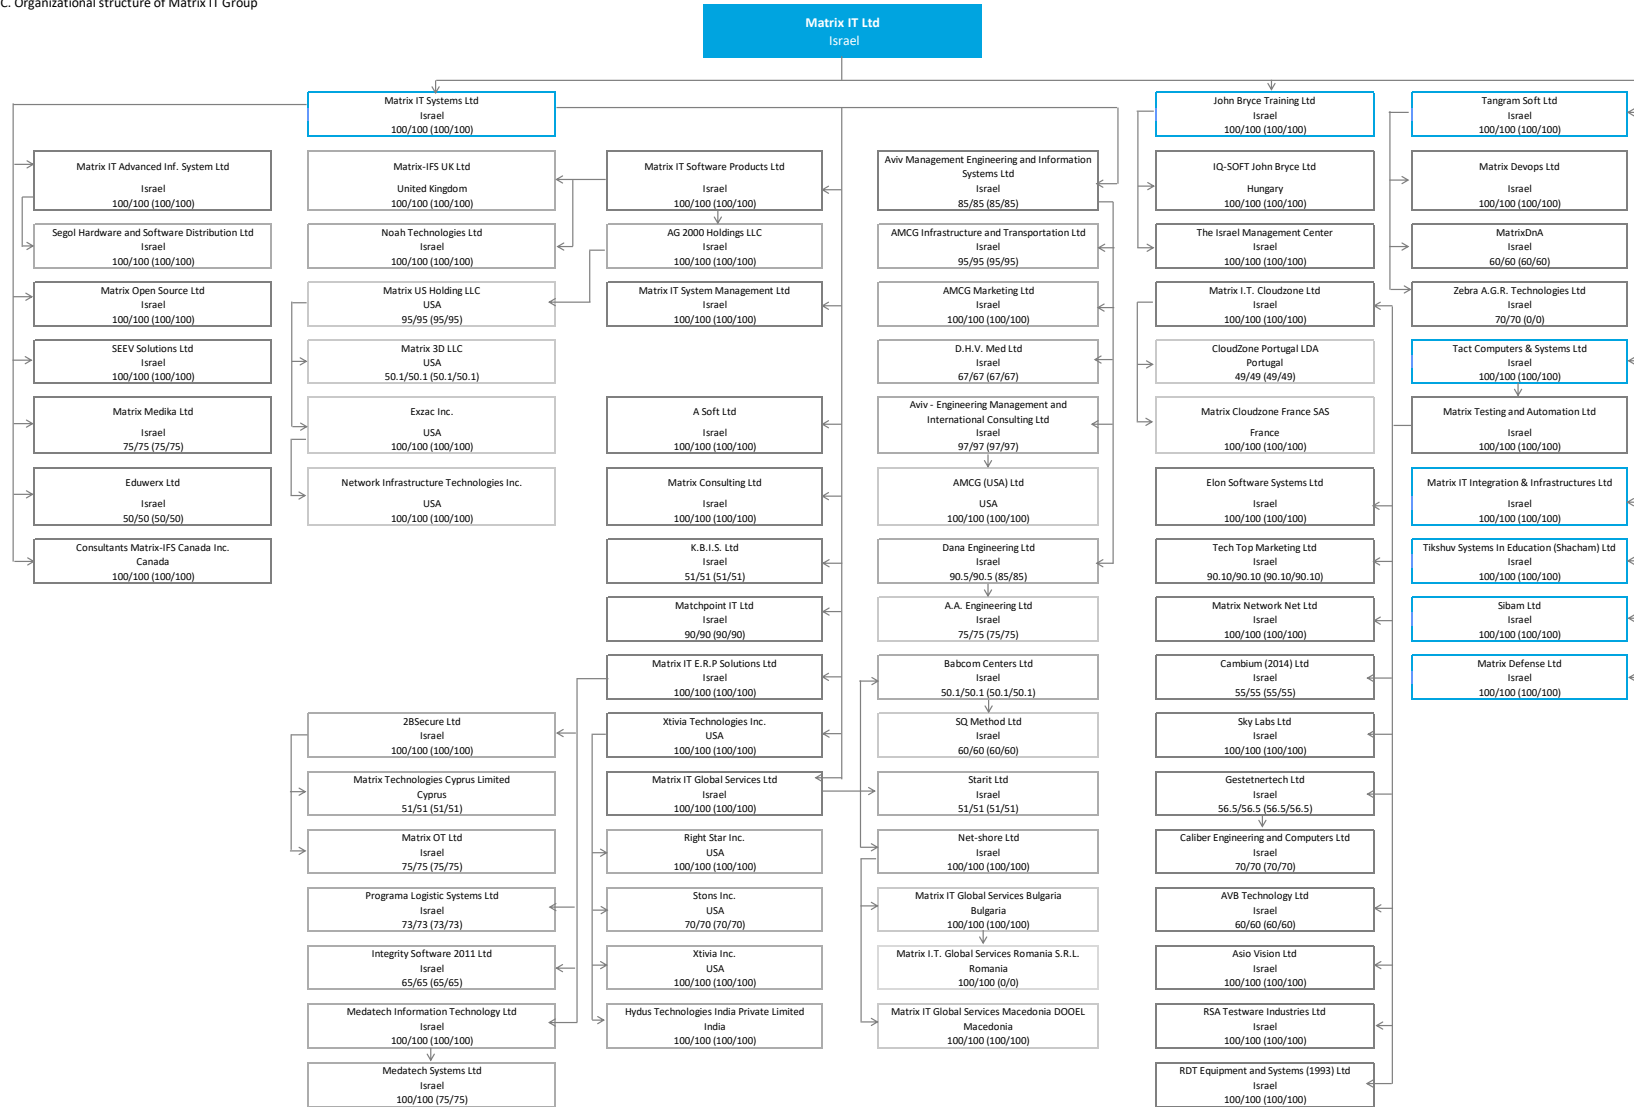 C. Organizational structure of Matrix IT Group
Matrix IT Ltd
Israel
Matrix IT Systems Ltd
Israel
100/100 (100/100)
John Bryce Training Ltd
Israel
100/100 (100/100)
Tangram Soft Ltd
Israel
100/100 (100/100)
Matrix IT Advanced Inf. System Ltd
Israel
100/100 (100/100)
Matrix-IFS UK Ltd
United Kingdom
100/100 (100/100)
Matrix IT Software Products Ltd
Israel
100/100 (100/100)
Aviv Management Engineering and Information
Systems Ltd
Israel
85/85 (85/85)
IQ-SOFT John Bryce Ltd
Hungary
100/100 (100/100)
Matrix Devops Ltd
Israel
100/100 (100/100)
Segol Hardware and Software Distribution Ltd
Israel
100/100 (100/100)
Noah Technologies Ltd
Israel
100/100 (100/100)
AG 2000 Holdings LLC
Israel
100/100 (100/100)
AMCG Infrastructure and Transportation Ltd
Israel
95/95 (95/95)
The Israel Management Center
Israel
100/100 (100/100)
MatrixDnA
Israel
60/60 (60/60)
Matrix Open Source Ltd
Israel
100/100 (100/100)
Matrix US Holding LLC
USA
95/95 (95/95)
Matrix IT System Management Ltd
Israel
100/100 (100/100)
AMCG Marketing Ltd
Israel
100/100 (100/100)
Matrix I.T. Cloudzone Ltd
Israel
100/100 (100/100)
Zebra A.G.R. Technologies Ltd
Israel
70/70 (0/0)
SEEV Solutions Ltd
Israel
100/100 (100/100)
Matrix 3D LLC
USA
50.1/50.1 (50.1/50.1)
D.H.V. Med Ltd
Israel
67/67 (67/67)
CloudZone Portugal LDA
Portugal
49/49 (49/49)
Tact Computers & Systems Ltd
Israel
100/100 (100/100)
Matrix Medika Ltd
Israel
75/75 (75/75)
Exzac Inc.
USA
100/100 (100/100)
A Soft Ltd
Israel
100/100 (100/100)
Aviv - Engineering Management and
International Consulting Ltd
Israel
97/97 (97/97)
Matrix Cloudzone France SAS
France
100/100 (100/100)
Matrix Testing and Automation Ltd
Israel
100/100 (100/100)
Eduwerx Ltd
Israel
50/50 (50/50)
Network Infrastructure Technologies Inc.
USA
100/100 (100/100)
Matrix Consulting Ltd
Israel
100/100 (100/100)
AMCG (USA) Ltd
USA
100/100 (100/100)
Elon Software Systems Ltd
Israel
100/100 (100/100)
Matrix IT Integration & Infrastructures Ltd
Israel
100/100 (100/100)
Consultants Matrix-IFS Canada Inc.
Canada
100/100 (100/100)
K.B.I.S. Ltd
Israel
51/51 (51/51)
Dana Engineering Ltd
Israel
90.5/90.5 (85/85)
Tech Top Marketing Ltd
Israel
90.10/90.10 (90.10/90.10)
Tikshuv Systems In Education (Shacham) Ltd
Israel
100/100 (100/100)
Matchpoint IT Ltd
Israel
90/90 (90/90)
A.A. Engineering Ltd
Israel
75/75 (75/75)
Matrix Network Net Ltd
Israel
100/100 (100/100)
Sibam Ltd
Israel
100/100 (100/100)
Matrix IT E.R.P Solutions Ltd
Israel
100/100 (100/100)
Babcom Centers Ltd
Israel
50.1/50.1 (50.1/50.1)
Cambium (2014) Ltd
Israel
55/55 (55/55)
Matrix Defense Ltd
Israel
100/100 (100/100)
2BSecure Ltd
Israel
100/100 (100/100)
Xtivia Technologies Inc.
USA
100/100 (100/100)
SQ Method Ltd
Israel
60/60 (60/60)
Sky Labs Ltd
Israel
100/100 (100/100)
Matrix Technologies Cyprus Limited
Cyprus
51/51 (51/51)
Matrix IT Global Services Ltd
Israel
100/100 (100/100)
Starit Ltd
Israel
51/51 (51/51)
Gestetnertech Ltd
Israel
56.5/56.5 (56.5/56.5)
Matrix OT Ltd
Israel
75/75 (75/75)
Right Star Inc.
USA
100/100 (100/100)
Net-shore Ltd
Israel
100/100 (100/100)
Caliber Engineering and Computers Ltd
Israel
70/70 (70/70)
Programa Logistic Systems Ltd
Israel
73/73 (73/73)
Stons Inc.
USA
70/70 (70/70)
Matrix IT Global Services Bulgaria
Bulgaria
100/100 (100/100)
AVB Technology Ltd
Israel
60/60 (60/60)
Integrity Software 2011 Ltd
Israel
65/65 (65/65)
Xtivia Inc.
USA
100/100 (100/100)
Matrix I.T. Global Services Romania S.R.L.
Romania
100/100 (0/0)
Asio Vision Ltd
Israel
100/100 (100/100)
Medatech Information Technology Ltd
Israel
100/100 (100/100)
Hydus Technologies India Private Limited
India
100/100 (100/100)
Matrix IT Global Services Macedonia DOOEL
Macedonia
100/100 (100/100)
RSA Testware Industries Ltd
Israel
100/100 (100/100)
Medatech Systems Ltd
Israel
100/100 (75/75)
RDT Equipment and Systems (1993) Ltd
Israel
100/100 (100/100)